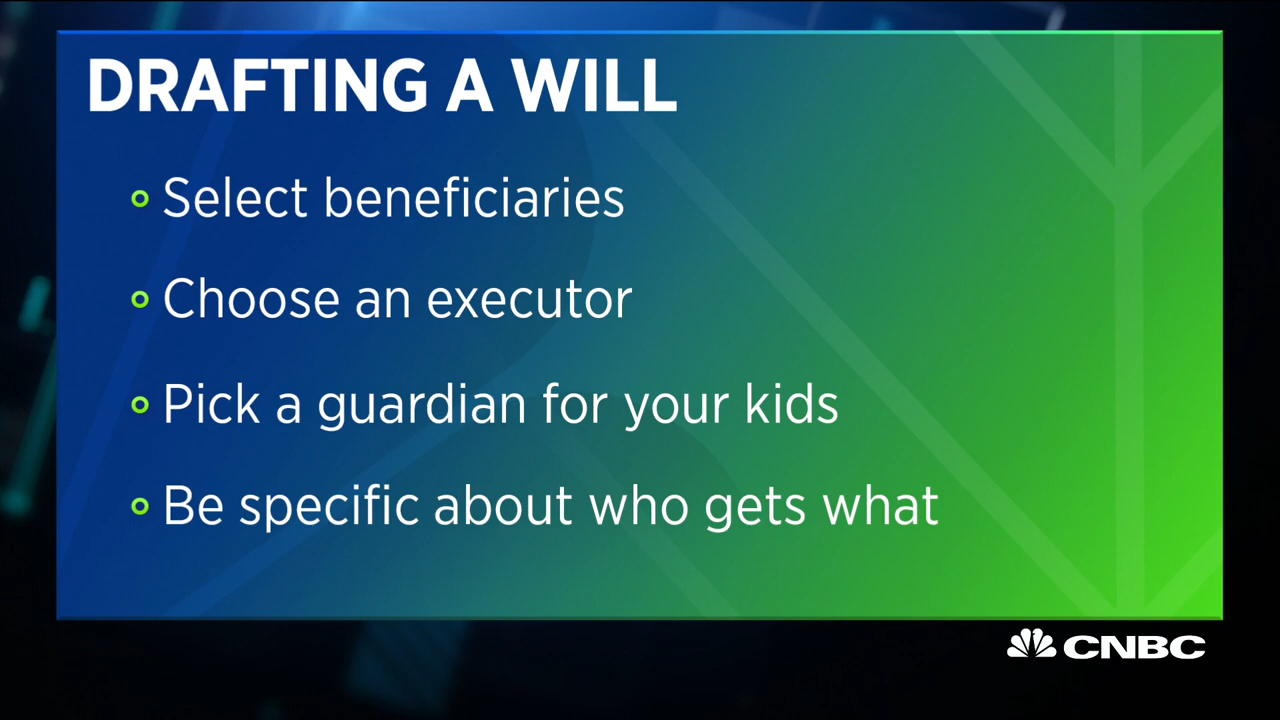 DRAFTING A WILL
Select beneficiaries
Choose an executor
Pick a guardian for your kids
Be specific about who gets what
CNBC